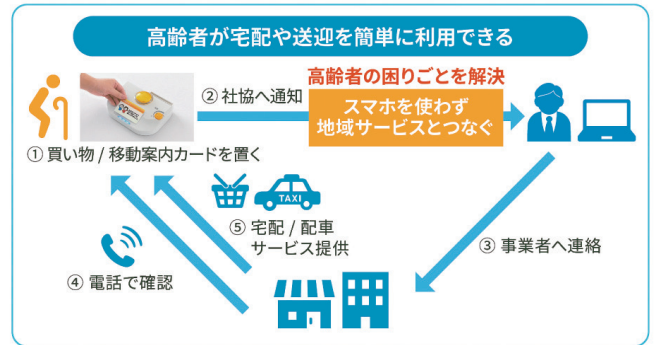 高齢者が宅配や送迎を簡単に利用できる
② 社協へ通知
高齢者の困りごとを解決
スマホを使わず
地域サービスとつなぐ
① 買い物 / 移動案内カードを置く
TAXI
⑤ 宅配 / 配車
サービス提供
③ 事業者へ連絡
④ 電話で確認